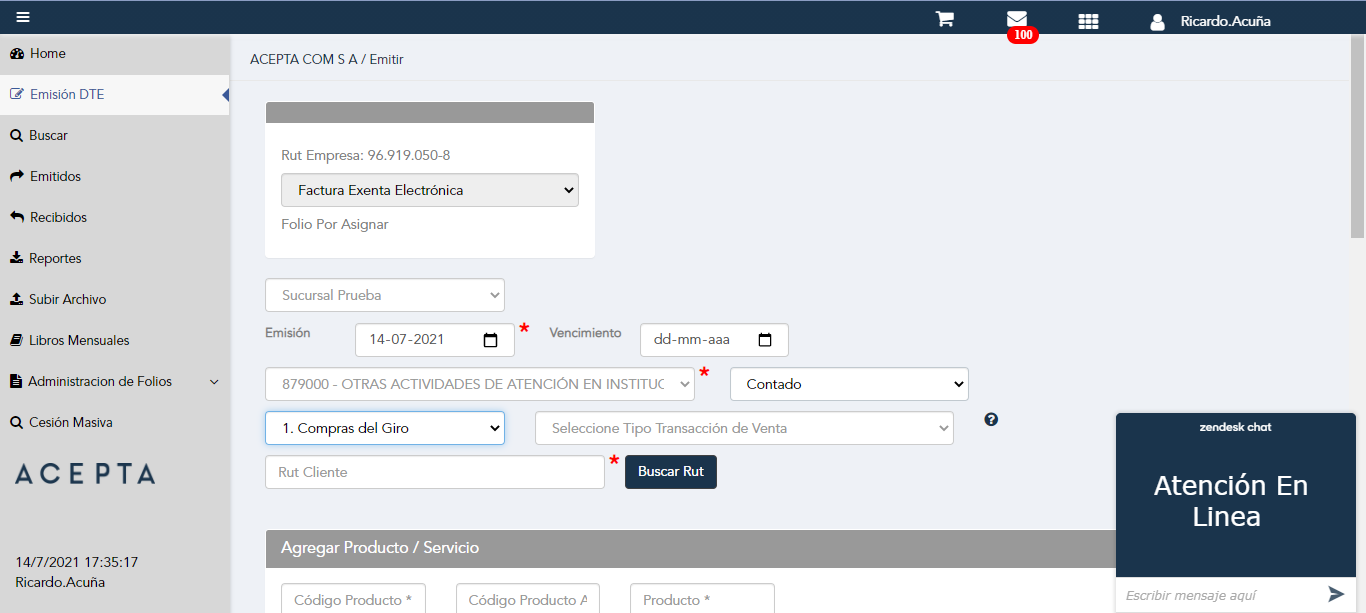 Ricardo.Acuña
100
Home
Emisión DTE
Buscar
Emitidos
Recibidos
Reportes
Subir Archivo
Libros Mensuales
Administracion de Folios
Cesión Masiva
ACEPTA
14/7/2021 17:35:17
Ricardo.Acuña
ACEPTA COM S A / Emitir
Rut Empresa: 96.919.050-8
Factura Exenta Electrónica
Folio Por Asignar
Sucursal Prueba
Emisión 14-07-2021 * Vencimiento dd-mm-aaa
879000 - OTRAS ACTIVIDADES DE ATENCIÓN EN INSTITUC * Contado
1. Compras del Giro Seleccione Tipo Transacción de Venta ?
Rut Cliente * Buscar Rut
Agregar Producto / Servicio
Código Producto * Código Producto A Producto *
zendesk chat
Atención En
Linea
Escribir mensaje aquí